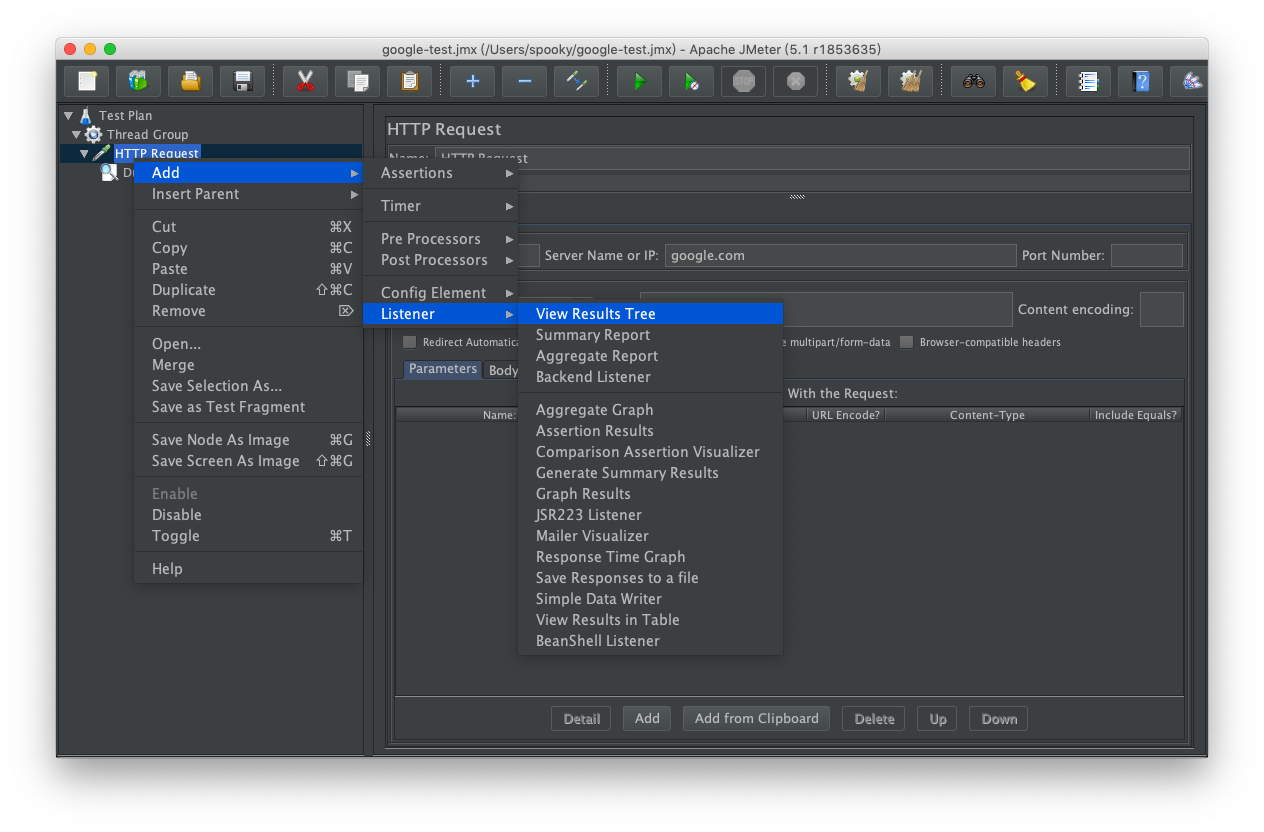 google-test.jmx (/Users/spooky/google-test.jmx) - Apache JMeter (5.1 r1853635)
STOP
?
Test Plan
Thread Group
HTTP Request
HTTP Request
Name: HTTP Request
Add
Insert Parent
Cut ⌘X
Copy ⌘C
Paste ⌘V
Duplicate ⇧⌘C
Remove ⌦
Open...
Merge
Save Selection As...
Save as Test Fragment
Save Node As Image ⌘G
Save Screen As Image ⇧⌘G
Enable
Disable
Toggle ⌘T
Help
Assertions
Timer
Pre Processors
Post Processors
Config Element
Listener
View Results Tree
Summary Report
Aggregate Report
Backend Listener
Aggregate Graph
Assertion Results
Comparison Assertion Visualizer
Generate Summary Results
Graph Results
JSR223 Listener
Mailer Visualizer
Response Time Graph
Save Responses to a file
Simple Data Writer
View Results in Table
BeanShell Listener
Server Name or IP: google.com Port Number:
Content encoding:
Redirect Automatica multipart/form-data Browser-compatible headers
Parameters Body
With the Request:
Name: URL Encode? Content-Type Include Equals?
Detail Add Add from Clipboard Delete Up Down